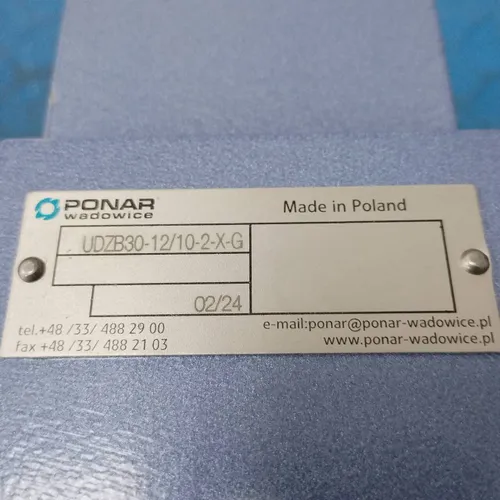 PONAR
wadowice
Made in Poland
UDZB30-12/10-2-X-G
02/24
tel.+48 /33/ 488 29 00
fax +48 /33/ 488 21 03
e-mail:ponar@ponar-wadowice.pl
www.ponar-wadowice.pl